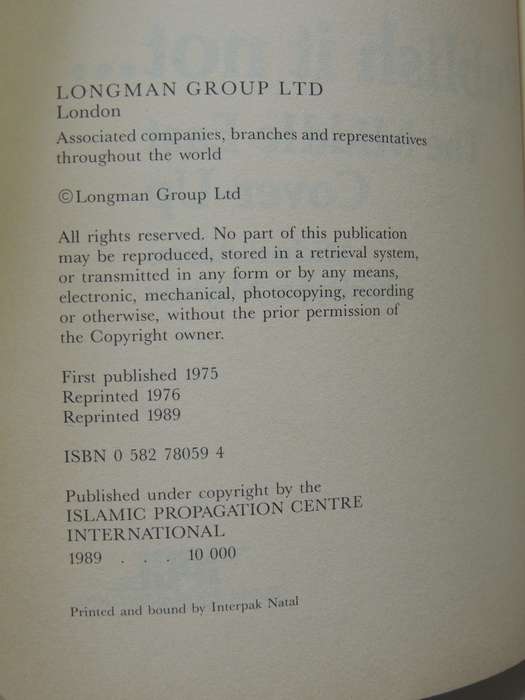 LONGMAN GROUP LTD
London
Associated companies, branches and representatives
throughout the world
©Longman Group Ltd
All rights reserved. No part of this publication
may be reproduced, stored in a retrieval system,
or transmitted in any form or by any means,
electronic, mechanical, photocopying, recording
or otherwise, without the prior permission of
the Copyright owner.
First published 1975
Reprinted 1976
Reprinted 1989
ISBN 0 582 78059 4
Published under copyright by the
ISLAMIC PROPAGATION CENTRE
INTERNATIONAL
1989 . . . 10 000
Printed and bound by Interpak Natal